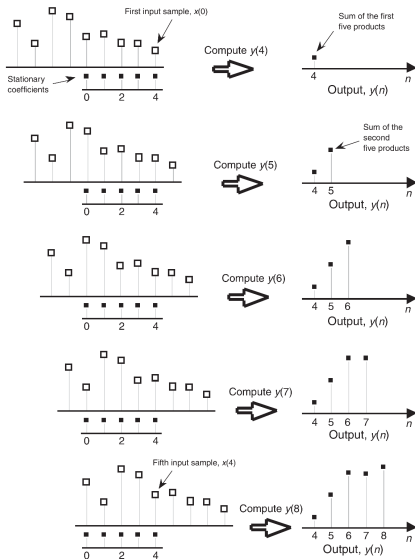 First input sample, x(0)
Stationary
coefficients
0 2 4
Compute y(4)
Sum of the first
five products
4
n
Output, y(n)
0 2 4
Compute y(5)
Sum of the
second
five products
4 5
n
Output, y(n)
0 2 4
Compute y(6)
4 5 6
n
Output, y(n)
0 2 4
Compute y(7)
4 5 6 7
n
Output, y(n)
Fifth input sample, x(4)
0 2 4
Compute y(8)
4 5 6 7 8
n
Output, y(n)